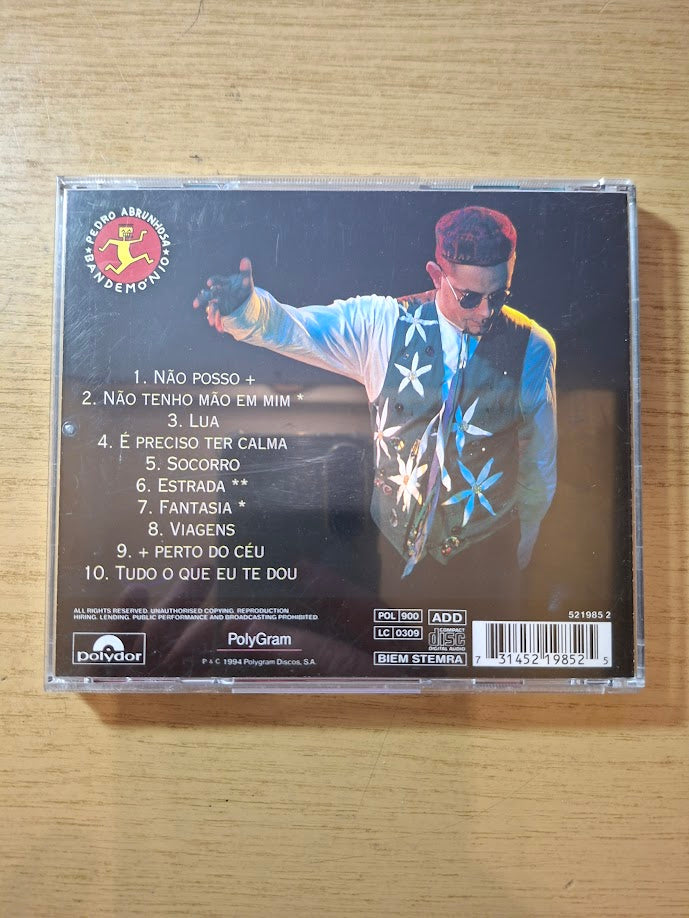 PEDRO ABRUNHOSA
★ BANDEMÓNIO ★
1. NÃO POSSO +
2. NÃO TENHO MÃO EM MIM *
3. LUA
4. É PRECISO TER CALMA
5. SOCORRO
6. ESTRADA **
7. FANTASIA *
8. VIAGENS
9. + PERTO DO CÉU
10. TUDO O QUE EU TE DOU
ALL RIGHTS RESERVED. UNAUTHORISED COPYING. REPRODUCTION
HIRING. LENDING. PUBLIC PERFORMANCE AND BROADCASTING PROHIBITED.
polydor
PolyGram
P & C 1994 Polygram Discos, S.A.
POL 900 ADD
LC 0309 COMPACT disc DIGITAL AUDIO
BIEM STEMRA
521985 2
7 31452 19852 5